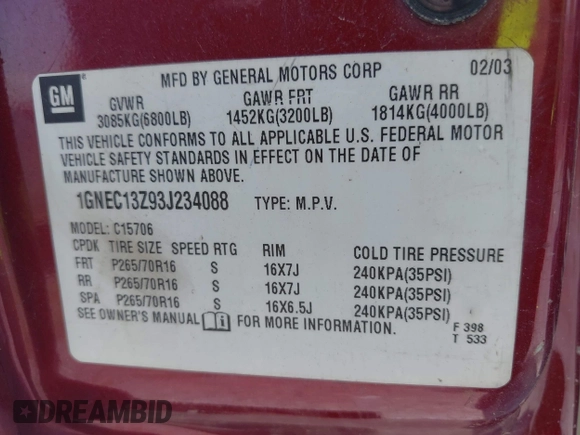 GM ® MFD BY GENERAL MOTORS CORP 02/03
GVWR GAWR FRT GAWR RR
3085KG(6800LB) 1452KG(3200LB) 1814KG(4000LB)
THIS VEHICLE CONFORMS TO ALL APPLICABLE U.S. FEDERAL MOTOR
VEHICLE SAFETY STANDARDS IN EFFECT ON THE DATE OF
MANUFACTURE SHOWN ABOVE.
1GNEC13Z93J234088 TYPE: M.P.V.
MODEL: C15706
CPDK TIRE SIZE SPEED RTG RIM COLD TIRE PRESSURE
FRT P265/70R16 S 16X7J 240KPA(35PSI)
RR P265/70R16 S 16X7J 240KPA(35PSI)
SPA P265/70R16 S 16X6.5J 240KPA(35PSI)
SEE OWNER'S MANUAL FOR MORE INFORMATION.
F 398
T 533
DREAMBID